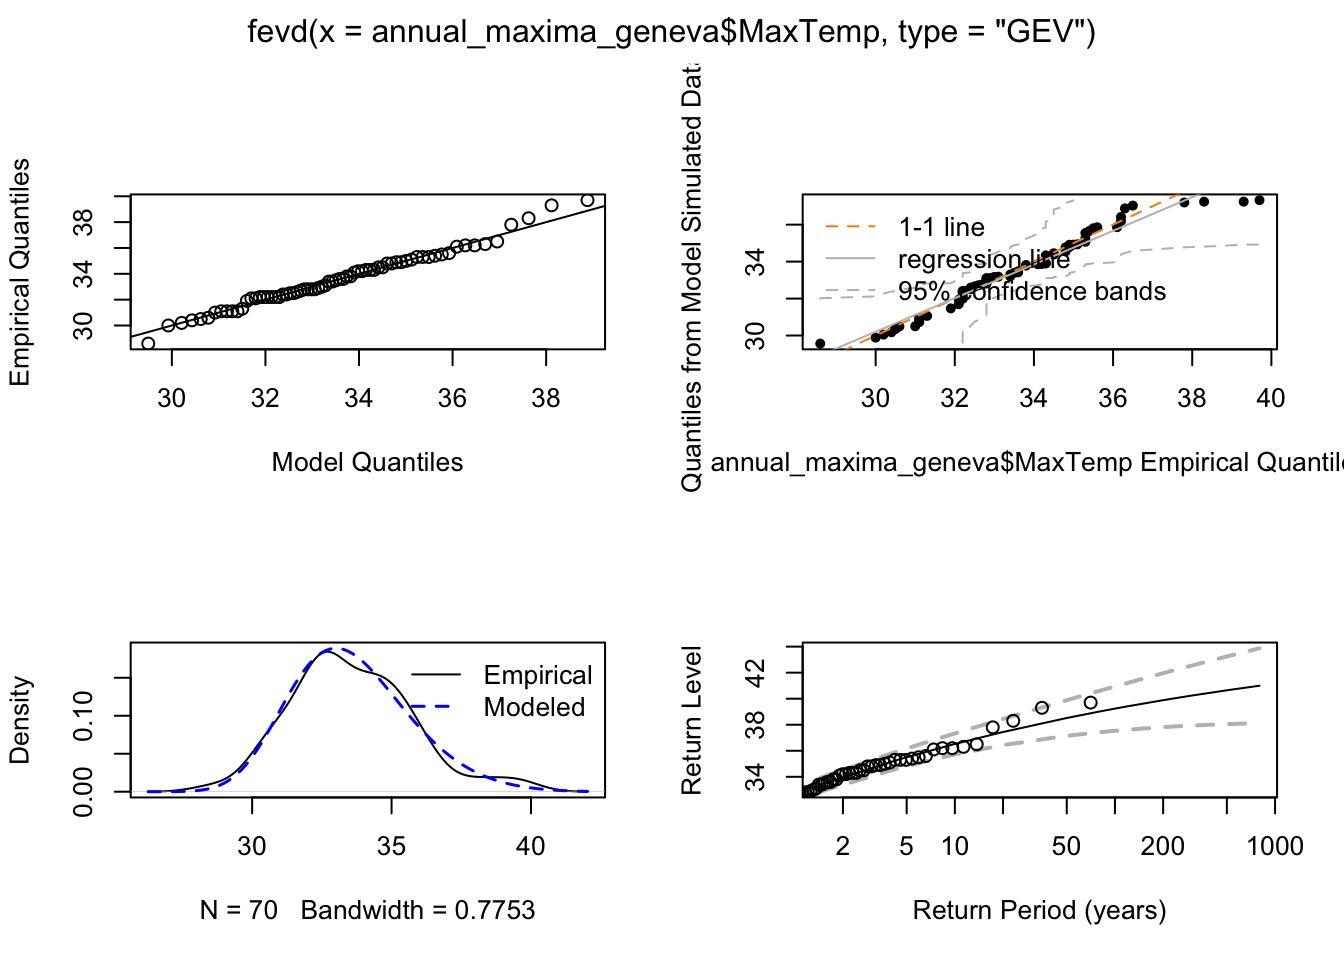 fevd(x = annual_maxima_geneva$MaxTemp, type = "GEV")
Empirical Quantiles
30 34 38
30 32 34 36 38
Model Quantiles
Quantiles from Model Simulated Dat
30 34
1-1 line
regression line
95% confidence bands
30 32 34 36 38 40
annual_maxima_geneva$MaxTemp Empirical Quantil
Density
0.00 0.10
Empirical
Modeled
30 35 40
N = 70 Bandwidth = 0.7753
Return Level
34 38 42
2 5 10 50 200 1000
Return Period (years)